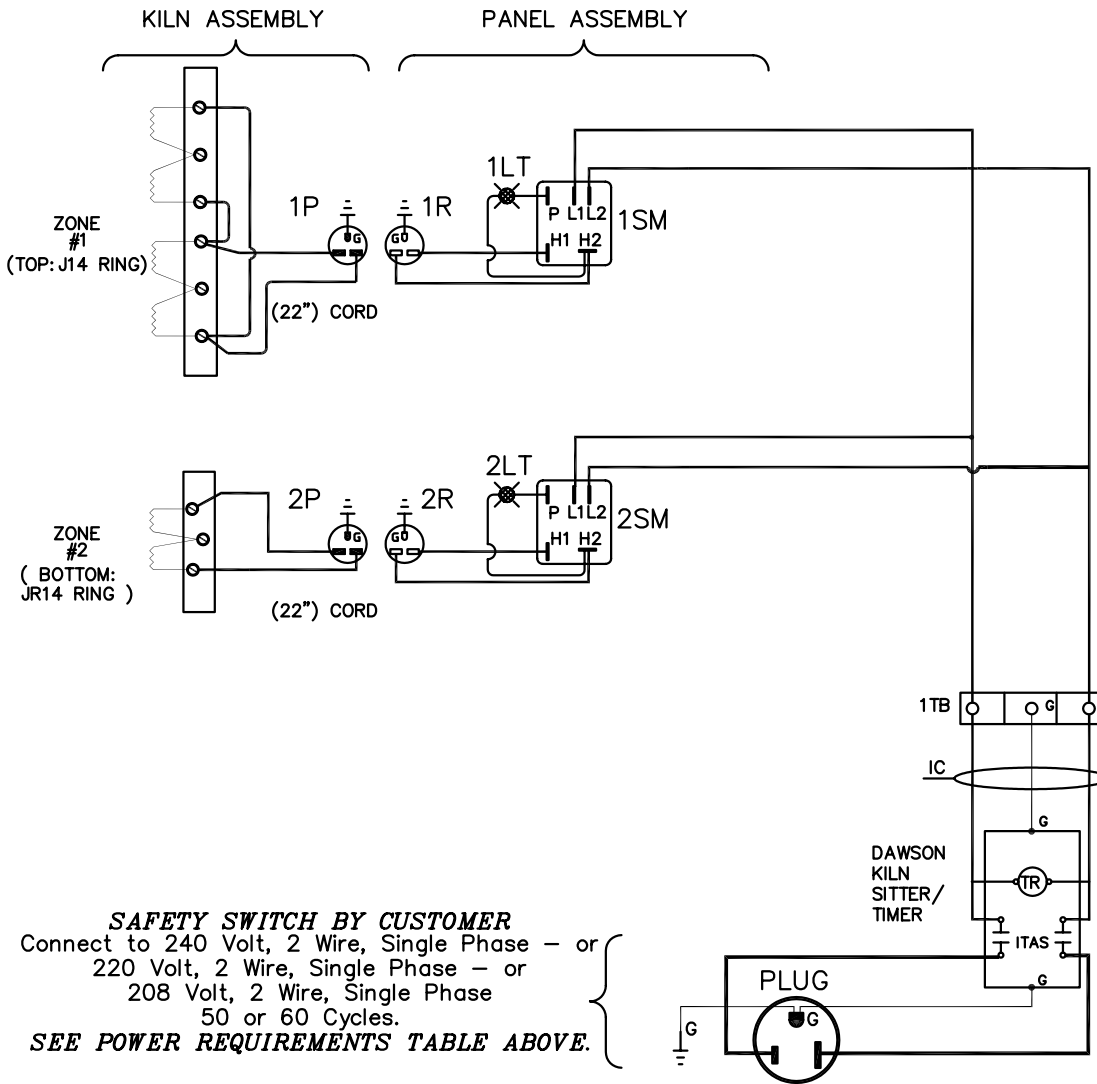 KILN ASSEMBLY
PANEL ASSEMBLY
1LT
P L1 L2
H1 H2
1SM
1P
G
1R
G
ZONE
#1
(TOP: J14 RING)
(22”) CORD
2LT
P L1 L2
H1 H2
2SM
2P
G
2R
G
ZONE
#2
( BOTTOM:
JR14 RING )
(22”) CORD
1TB
G
IC
G
DAWSON
KILN
SITTER/
TIMER
TR
ITAS
G
PLUG
G
G
SAFETY SWITCH BY CUSTOMER
Connect to 240 Volt, 2 Wire, Single Phase – or
220 Volt, 2 Wire, Single Phase – or
208 Volt, 2 Wire, Single Phase
50 or 60 Cycles.
SEE POWER REQUIREMENTS TABLE ABOVE.